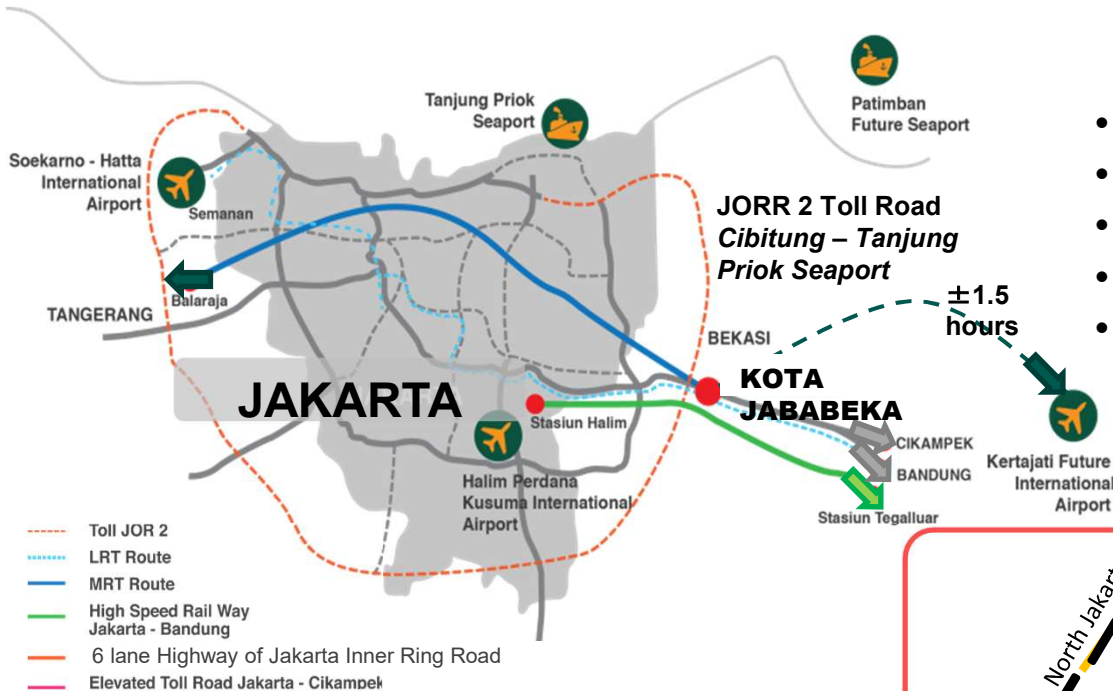 Tanjung Priok
Seaport
Patimban
Future Seaport
Soekarno - Hatta
International
Airport
Semanan
JORR 2 Toll Road
Cibitung – Tanjung
Priok Seaport
Balaraja
TANGERANG
±1.5
hours
BEKASI
JAKARTA
KOTA
JABABEKA
Stasiun Halim
CIKAMPEK
BANDUNG
Kertajati Future
International
Airport
Halim Perdana
Kusuma International
Airport
Stasiun Tegalluar
Toll JOR 2
LRT Route
MRT Route
High Speed Rail Way
Jakarta - Bandung
6 lane Highway of Jakarta Inner Ring Road
Elevated Toll Road Jakarta - Cikampek
North Jakart